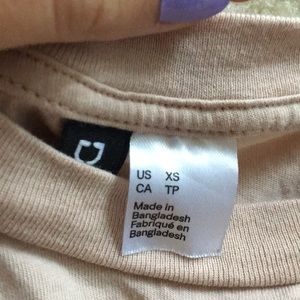 US XS
CA TP
Made in
Bangladesh
Fabriqué en
Bangladesh